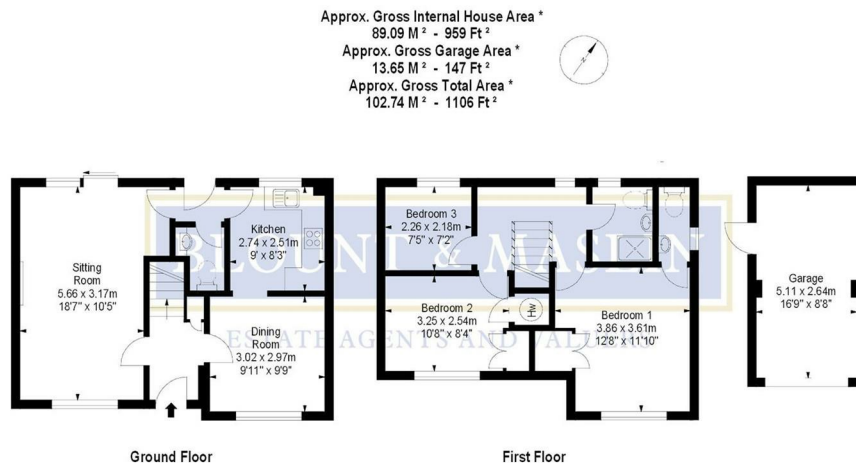 Approx. Gross Internal House Area *
89.09 M² - 959 Ft²
Approx. Gross Garage Area *
13.65 M² - 147 Ft²
Approx. Gross Total Area *
102.74 M² - 1106 Ft²
N
Kitchen
2.74 x 2.51m
9' x 8'3"
Sitting
Room
5.66 x 3.17m
18'7" x 10'5"
Dining
Room
3.02 x 2.97m
9'11" x 9'9"
Bedroom 3
2.26 x 2.18m
7'5" x 7'2"
Bedroom 2
3.25 x 2.54m
10'8" x 8'4"
Hw
Bedroom 1
3.86 x 3.61m
12'8" x 11'10"
Garage
5.11 x 2.64m
16'9" x 8'8"
BLOUNT & MASLIN
ESTATE AGENTS AND VALUERS
Ground Floor
First Floor